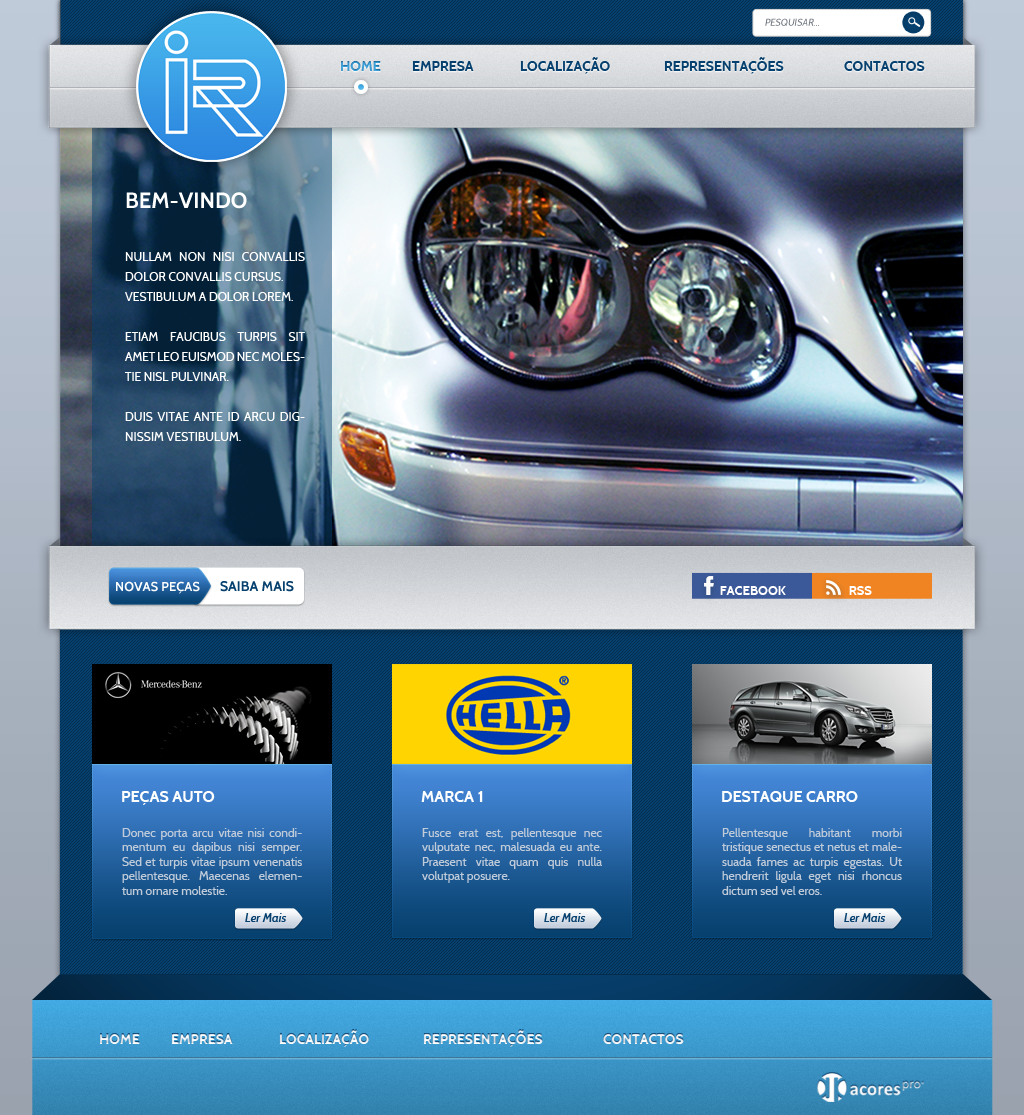 PESQUISAR...
iR
HOME EMPRESA LOCALIZAÇÃO REPRESENTAÇÕES CONTACTOS
BEM-VINDO
NULLAM NON NISI CONVALLIS
DOLOR CONVALLIS CURSUS.
VESTIBULUM A DOLOR LOREM.
ETIAM FAUCIBUS TURPIS SIT
AMET LEO EUISMOD NEC MOLES-
TIE NISL PULVINAR.
DUIS VITAE ANTE ID ARCU DIG-
NISSIM VESTIBULUM.
NOVAS PEÇAS SAIBA MAIS
FACEBOOK RSS
Mercedes-Benz
HELLA ®
PEÇAS AUTO
Donec porta arcu vitae nisi condi-
mentum eu dapibus nisi semper.
Sed et turpis vitae ipsum venenatis
pellentesque. Maecenas elemen-
tum ornare molestie.
Ler Mais
MARCA 1
Fusce erat est, pellentesque nec
vulputate nec, malesuada eu ante.
Praesent vitae quam quis nulla
volutpat posuere.
Ler Mais
DESTAQUE CARRO
Pellentesque habitant morbi
tristique senectus et netus et male-
suada fames ac turpis egestas. Ut
hendrerit ligula eget nisi rhoncus
dictum sed vel eros.
Ler Mais
HOME EMPRESA LOCALIZAÇÃO REPRESENTAÇÕES CONTACTOS
acores pro